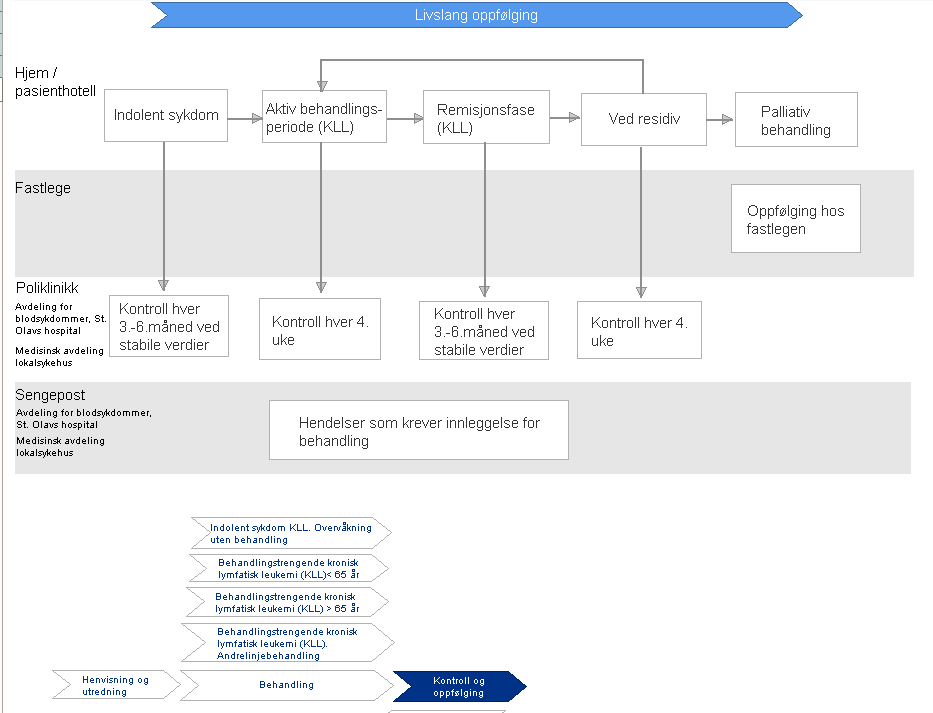 Livslang oppfølging
Hjem /
pasienthotell
Indolent sykdom
Aktiv behandlings-
periode (KLL)
Remisjonsfase
(KLL)
Ved residiv
Palliativ
behandling
Fastlege
Oppfølging hos
fastlegen
Poliklinikk
Avdeling for
blodsykdommer, St.
Olavs hospital
Medisinsk avdeling
lokalsykehus
Kontroll hver
3.-6.måned ved
stabile verdier
Kontroll hver 4.
uke
Kontroll hver
3.-6.måned ved
stabile verdier
Kontroll hver 4.
uke
Sengepost
Avdeling for blodsykdommer,
St. Olavs hospital
Medisinsk avdeling
lokalsykehus
Hendelser som krever innleggelse for
behandling
Indolent sykdom KLL. Overvåkning
uten behandling
Behandlingstrengende kronisk
lymfatisk leukemi (KLL)< 65 år
Behandlingstrengende kronisk
lymfatisk leukemi (KLL) > 65 år
Behandlingstrengende kronisk
lymfatisk leukemi (KLL).
Andrelinjebehandling
Henvisning og
utredning
Behandling
Kontroll og
oppfølging